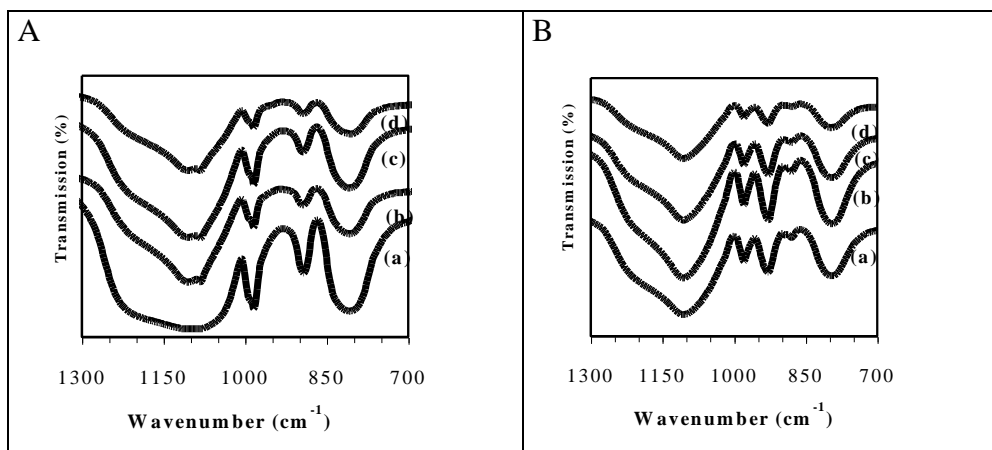 A
Transmission (%)
(d)
(c)
(b)
(a)
1300 1150 1000 850 700
Wavenumber (cm-1)
B
Transmission (%)
(d)
(c)
(b)
(a)
1300 1150 1000 850 700
Wavenumber (cm-1)